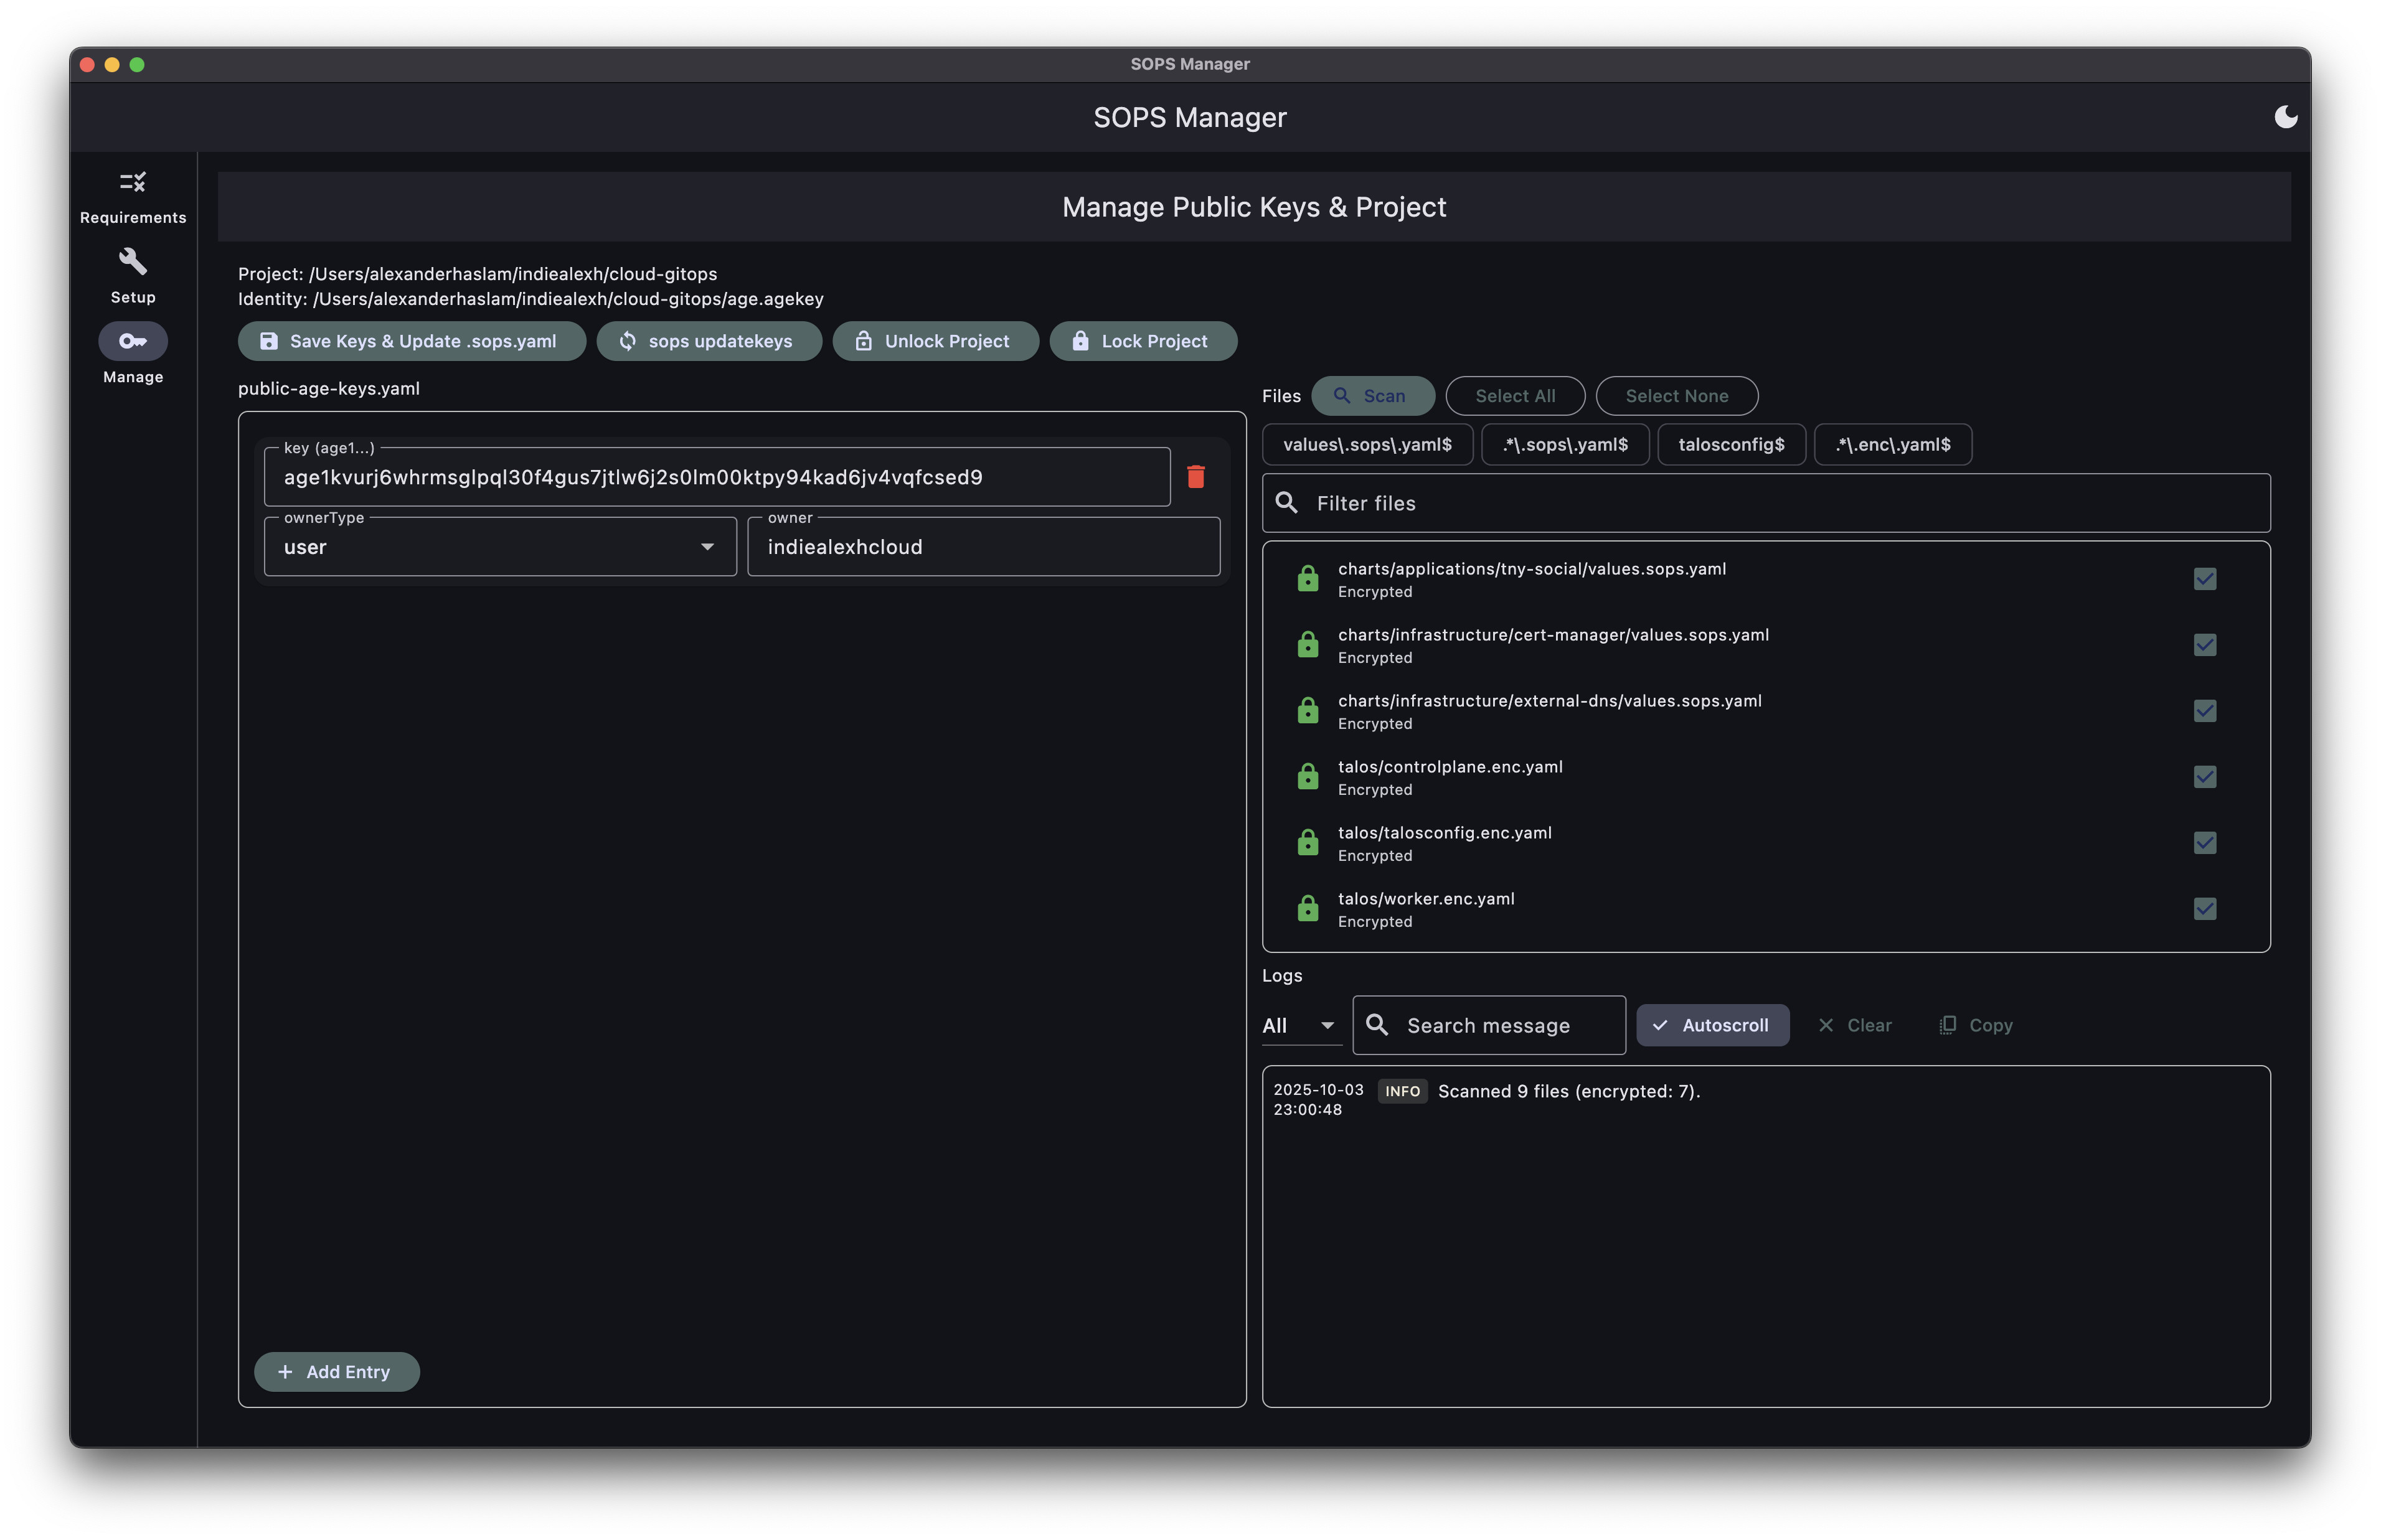 SOPS Manager
SOPS Manager
Requirements
Setup
Manage
Manage Public Keys & Project
Project: /Users/alexanderhaslam/indiealexh/cloud-gitops
Identity: /Users/alexanderhaslam/indiealexh/cloud-gitops/age.agekey
Save Keys & Update .sops.yaml
sops updatekeys
Unlock Project
Lock Project
public-age-keys.yaml
key (age1...)
age1kvurj6whrmsglpql30f4gus7jtlw6j2s0lm00ktpy94kad6jv4vqfcsed9
ownerType
user
owner
indiealexhcloud
Add Entry
Files
Scan
Select All
Select None
values\.sops\.yaml$
.*\.sops\.yaml$
talosconfig$
.*\.enc\.yaml$
Filter files
charts/applications/tny-social/values.sops.yaml
Encrypted
charts/infrastructure/cert-manager/values.sops.yaml
Encrypted
charts/infrastructure/external-dns/values.sops.yaml
Encrypted
talos/controlplane.enc.yaml
Encrypted
talos/talosconfig.enc.yaml
Encrypted
talos/worker.enc.yaml
Encrypted
Logs
All
Search message
Autoscroll
Clear
Copy
2025-10-03
23:00:48
INFO
Scanned 9 files (encrypted: 7).